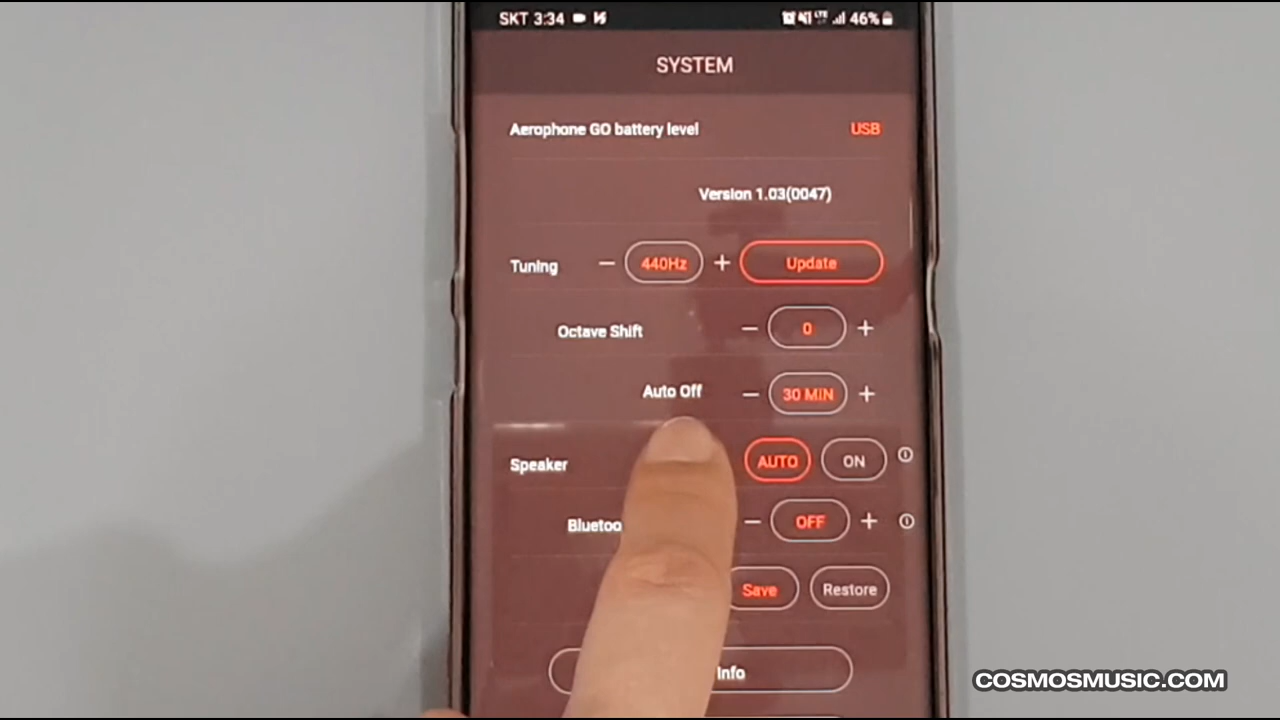 SKT 3:34 LTE 46%
SYSTEM
Aerophone GO battery level USB
Version 1.03(0047)
Tuning − 440Hz + Update
Octave Shift − 0 +
Auto Off − 30 MIN +
Speaker AUTO ON
− OFF +
Save Restore
Info
COSMOSMUSIC.COM